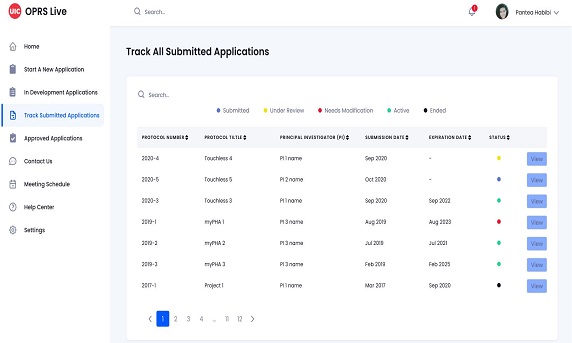 UIC OPRS Live
Search..
1
Pantea Habibi
Home
Start A New Application
In Development Applications
Track Submitted Applications
Approved Applications
Contact Us
Meeting Schedule
Help Center
Settings
Track All Submitted Applications
Search..
Submitted Under Review Needs Modification Active Ended
PROTOCOL NUMBER PROTOCOL TILTLE PRINCIPAL INVESTIGATOR (PI) SUBMISSION DATE EXPIRATION DATE STATUS
2020-4 Touchless 4 PI 1 name Sep 2020 - View
2020-5 Touchless 5 PI 2 name Oct 2020 - View
2020-3 Touchless 3 PI 1 name Sep 2020 Sep 2022 View
2019-1 myPHA 1 PI 3 name Aug 2019 Aug 2023 View
2019-2 myPHA 2 PI 3 name Jul 2019 Jul 2021 View
2019-3 myPHA 3 PI 3 name Feb 2019 Feb 2025 View
2017-1 Project 1 PI 1 name Mar 2017 Sep 2020 View
1 2 3 4 ... 11 12